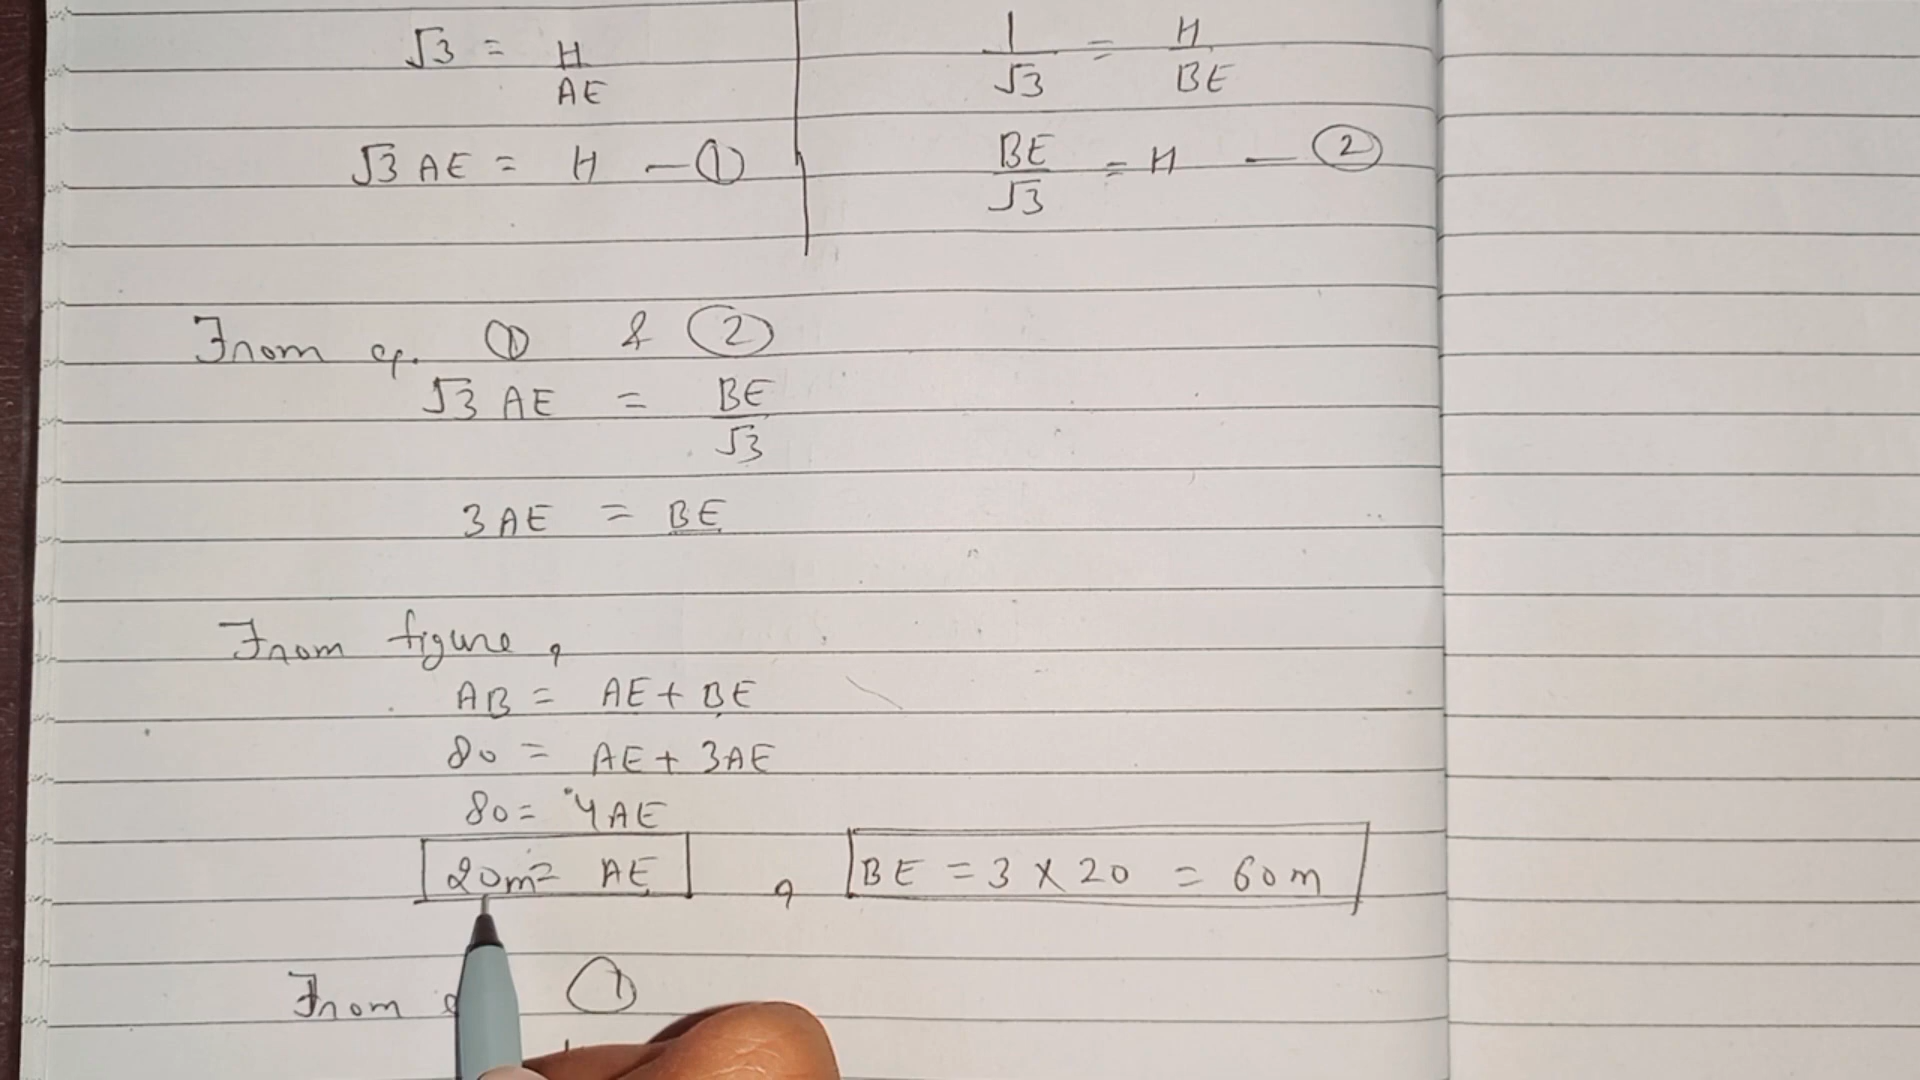 √3 = H/AE
√3 AE = H — ①
1/√3 = H/BE
BE/√3 = H — ②
From eq. ① & ②
√3 AE = BE/√3
3AE = BE
From figure,
AB = AE + BE
80 = AE + 3AE
80 = 4AE
20m = AE , BE = 3 × 20 = 60m
From ①